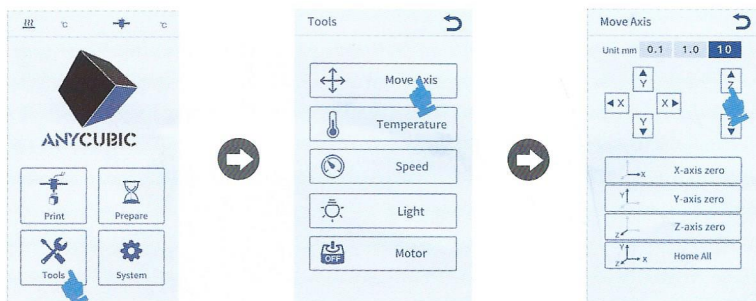 ℃
℃
ANYCUBIC
Print
Prepare
Tools
System
Tools
Move Axis
Temperature
Speed
Light
OFF
Motor
Move Axis
Unit mm 0.1 1.0 10
Y
Z
X X
Y
Z
X
X-axis zero
Y
Y-axis zero
Z
Z-axis zero
Y
Z X
Home All